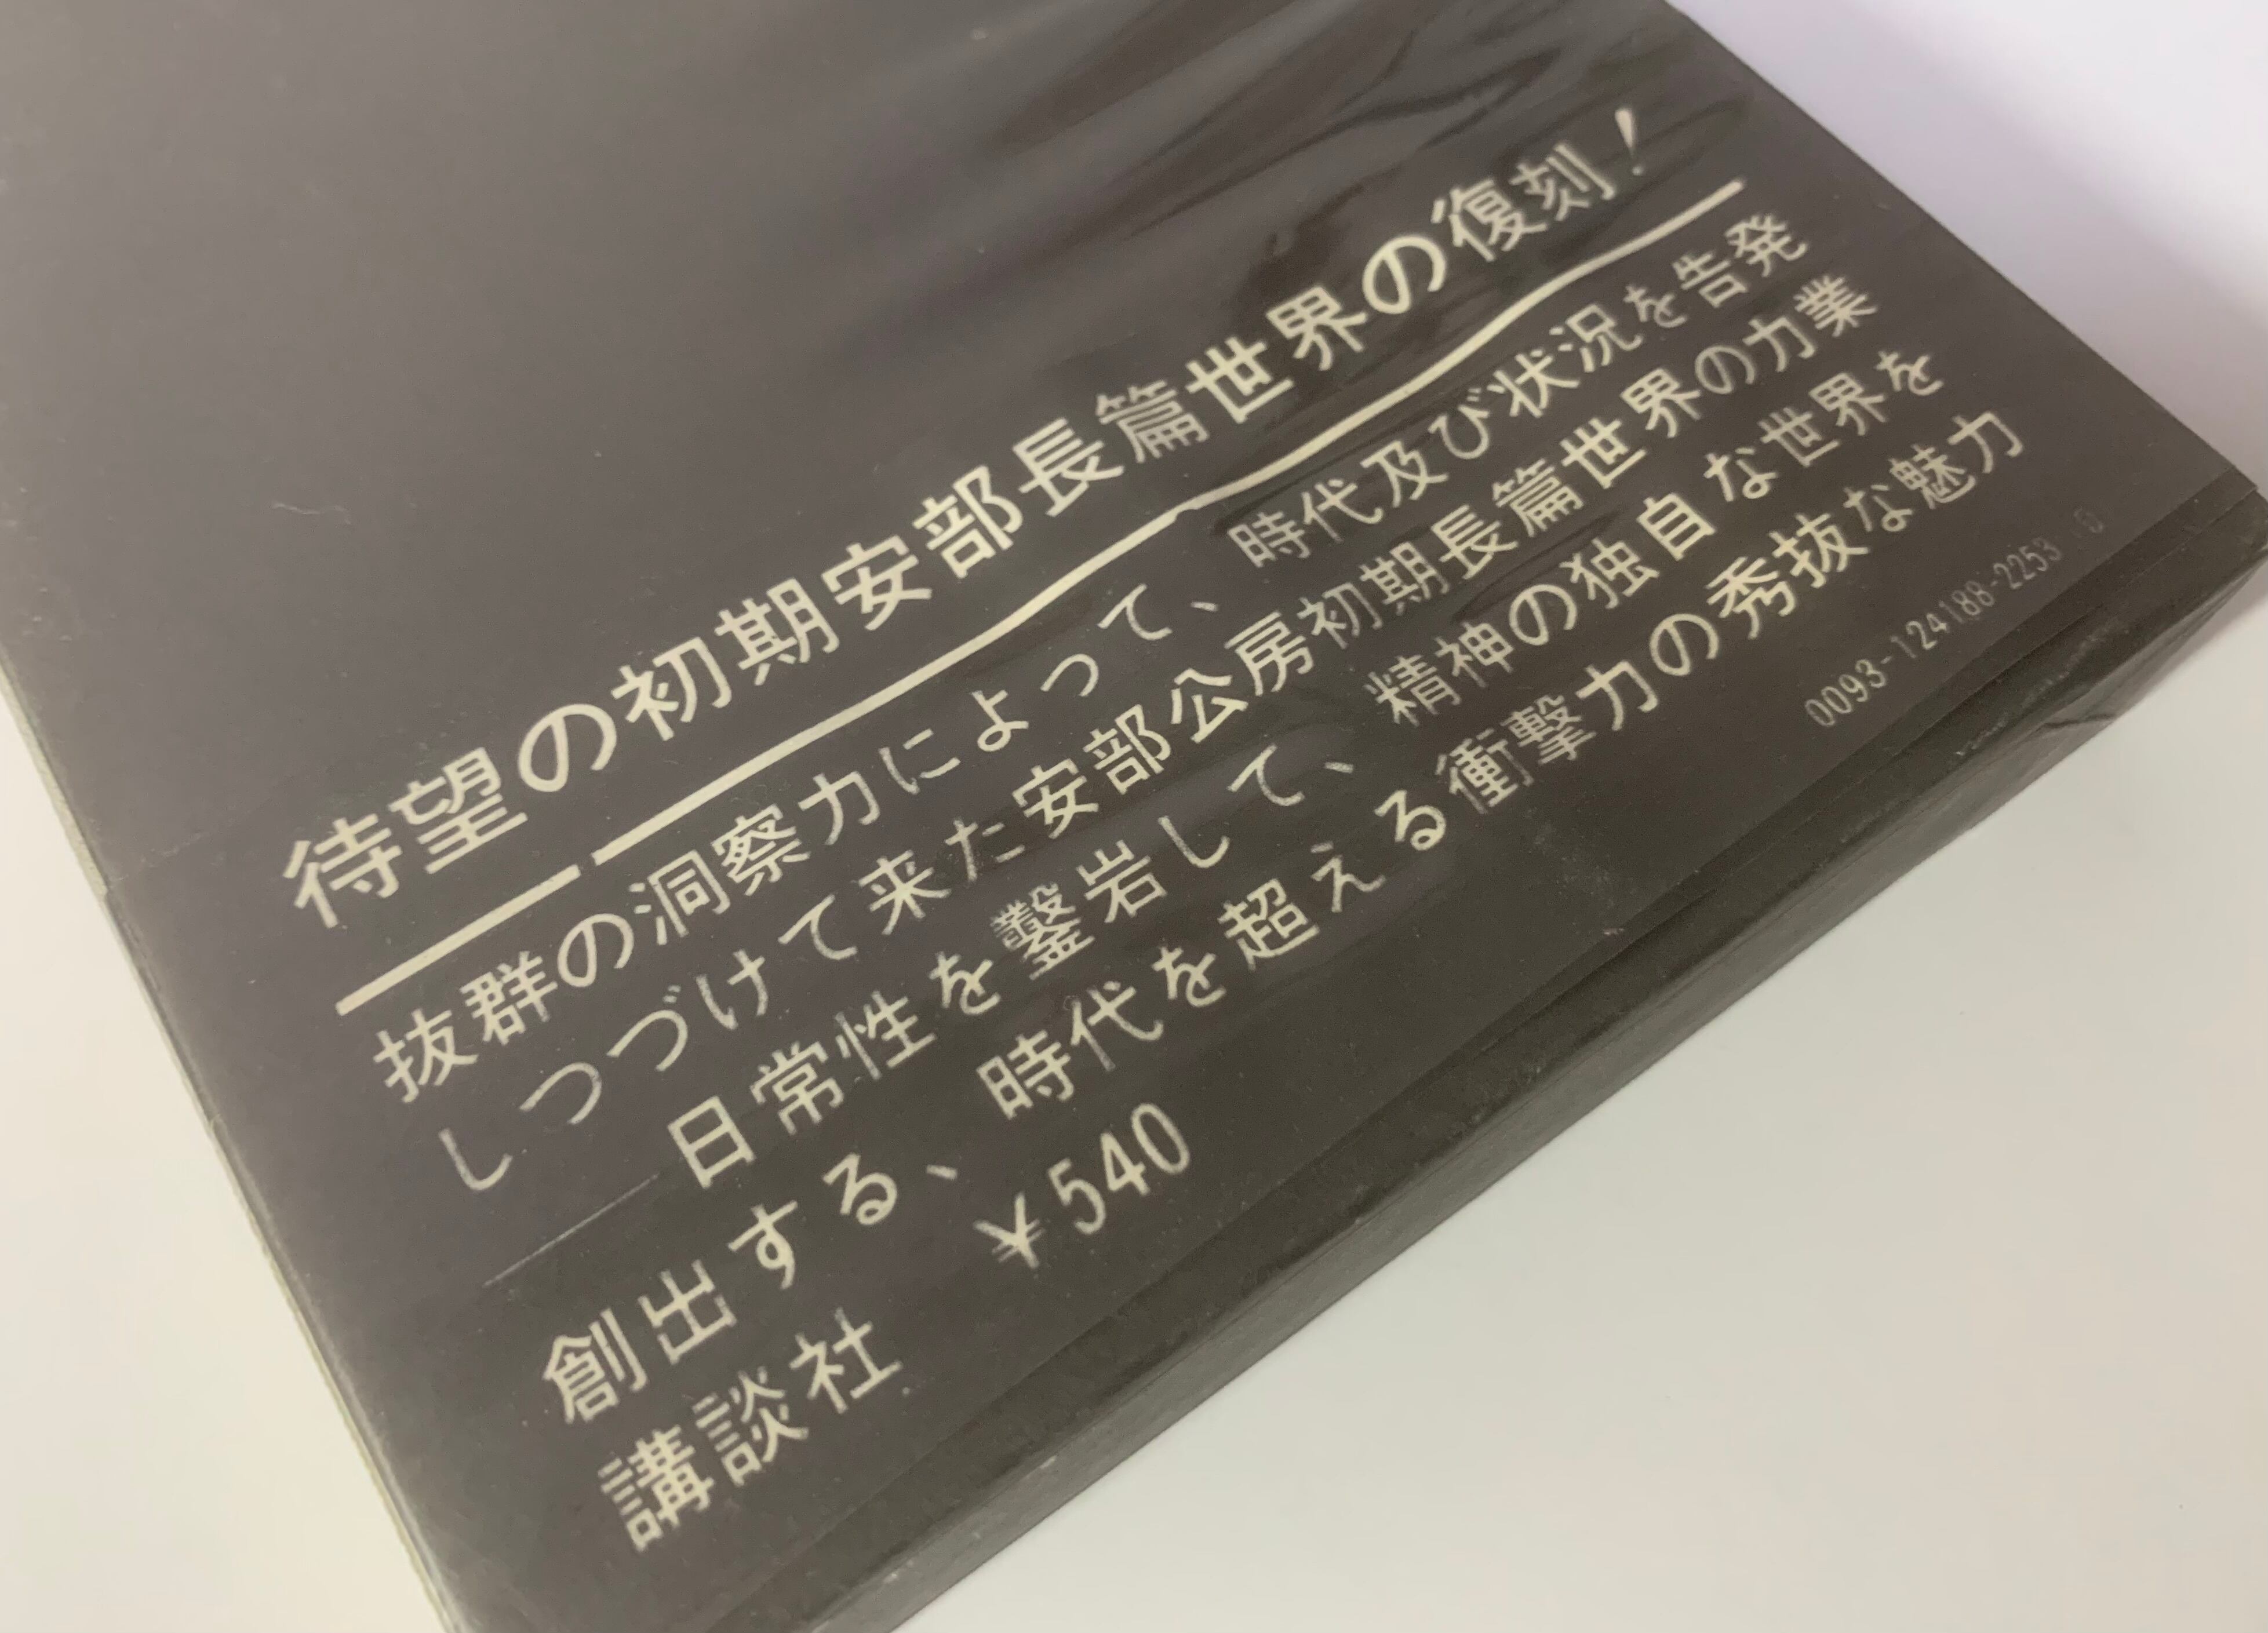 待望の初期安部長篇世界の復刻！
抜群の洞察力によって、時代及び状況を告発
しつづけて来た安部公房初期長篇世界の力業
――日常性を鑿岩して、精神の独自な世界を
創出する、時代を超える衝撃力の秀抜な魅力
講談社 ¥540
0093-124188-2253